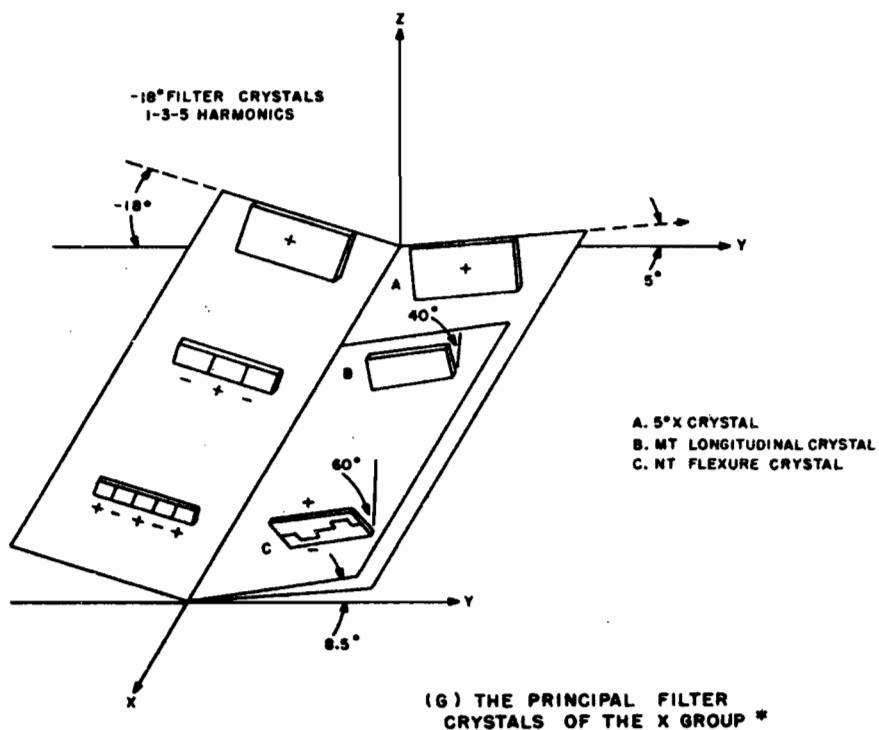 Z
-18° FILTER CRYSTALS
1-3-5 HARMONICS
-18°
+
+
Y
5°
A
40°
B
- + -
A. 5° X CRYSTAL
B. MT LONGITUDINAL CRYSTAL
C. NT FLEXURE CRYSTAL
60°
+
+ - + - +
C
-
Y
8.5°
X
(G) THE PRINCIPAL FILTER
CRYSTALS OF THE X GROUP *